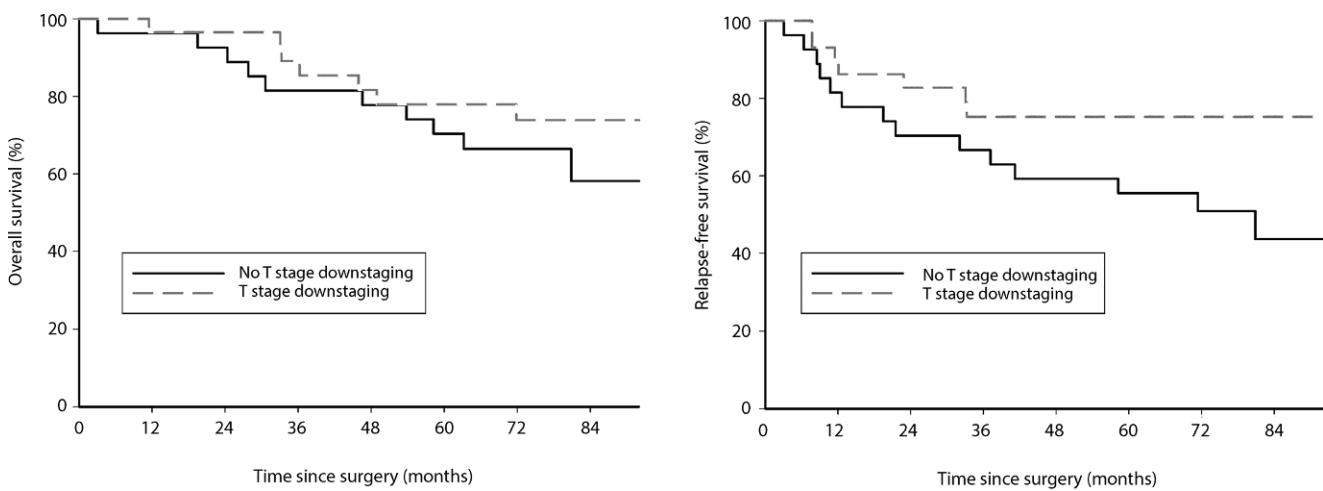 Overall survival (%)
100
80
60
40
20
0
No T stage downstaging
T stage downstaging
0 12 24 36 48 60 72 84
Time since surgery (months)
Relapse-free survival (%)
100
80
60
40
20
0
No T stage downstaging
T stage downstaging
0 12 24 36 48 60 72 84
Time since surgery (months)